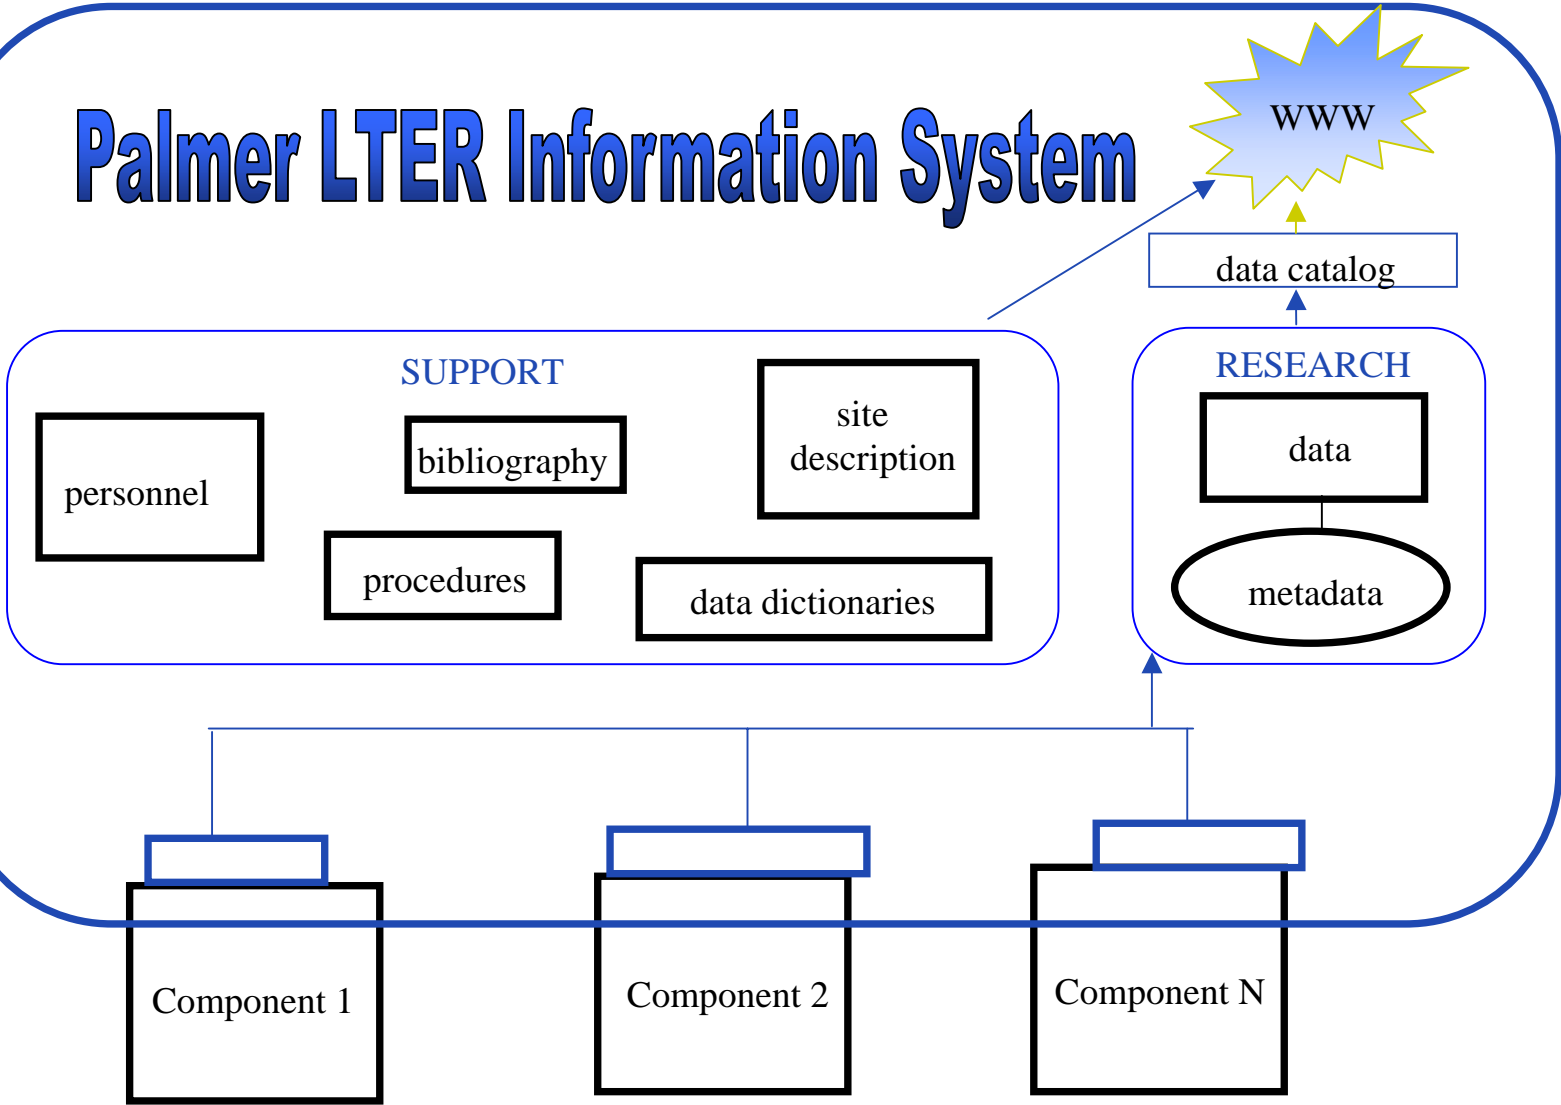 Palmer LTER Information System
WWW
data catalog
SUPPORT
personnel
bibliography
site
description
procedures
data dictionaries
RESEARCH
data
metadata
Component 1
Component 2
Component N